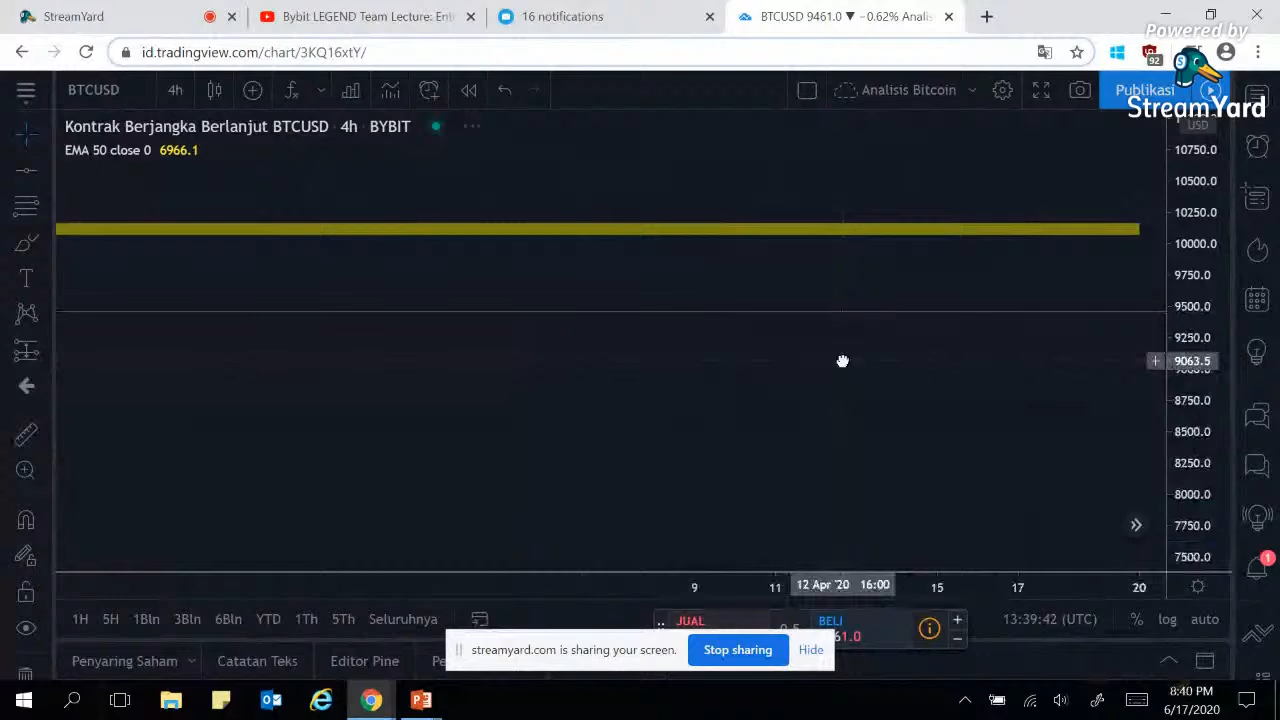 StreamYard
Bybit LEGEND Team Lecture: Ent
16 notifications
BTCUSD 9461.0 ▼ −0.62% Analis
Powered by
StreamYard
id.tradingview.com/chart/3KQ16xtY/
92
BTCUSD
4h
Analisis Bitcoin
Publikasi
Kontrak Berjangka Berlanjut BTCUSD · 4h · BYBIT
EMA 50 close 0 6966.1
USD
10750.0
10500.0
10250.0
10000.0
9750.0
9500.0
9250.0
9063.5
8750.0
8500.0
8250.0
8000.0
7750.0
7500.0
9
11
12 Apr '20 16:00
15
17
20
1H
5H
1Bln
3Bln
6Bln
YTD
1Th
5Th
Seluruhnya
JUAL
0.5
BELI
61.0
13:39:42 (UTC)
%
log
auto
1
streamyard.com is sharing your screen.
Stop sharing
Hide
Penyaring Saham
Catatan Teks
Editor Pine
8:40 PM
6/17/2020